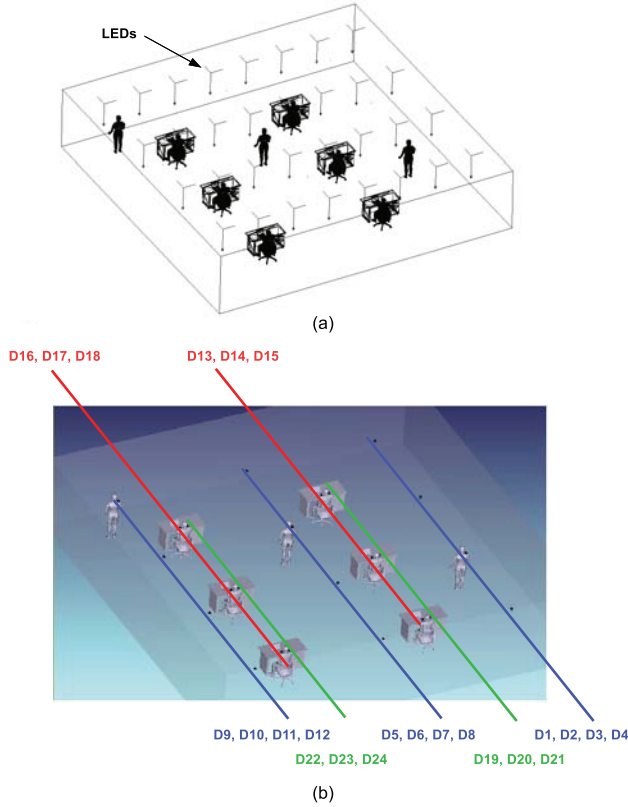 LEDs
(a)
D16, D17, D18
D13, D14, D15
D9, D10, D11, D12
D5, D6, D7, D8
D1, D2, D3, D4
D22, D23, D24
D19, D20, D21
(b)